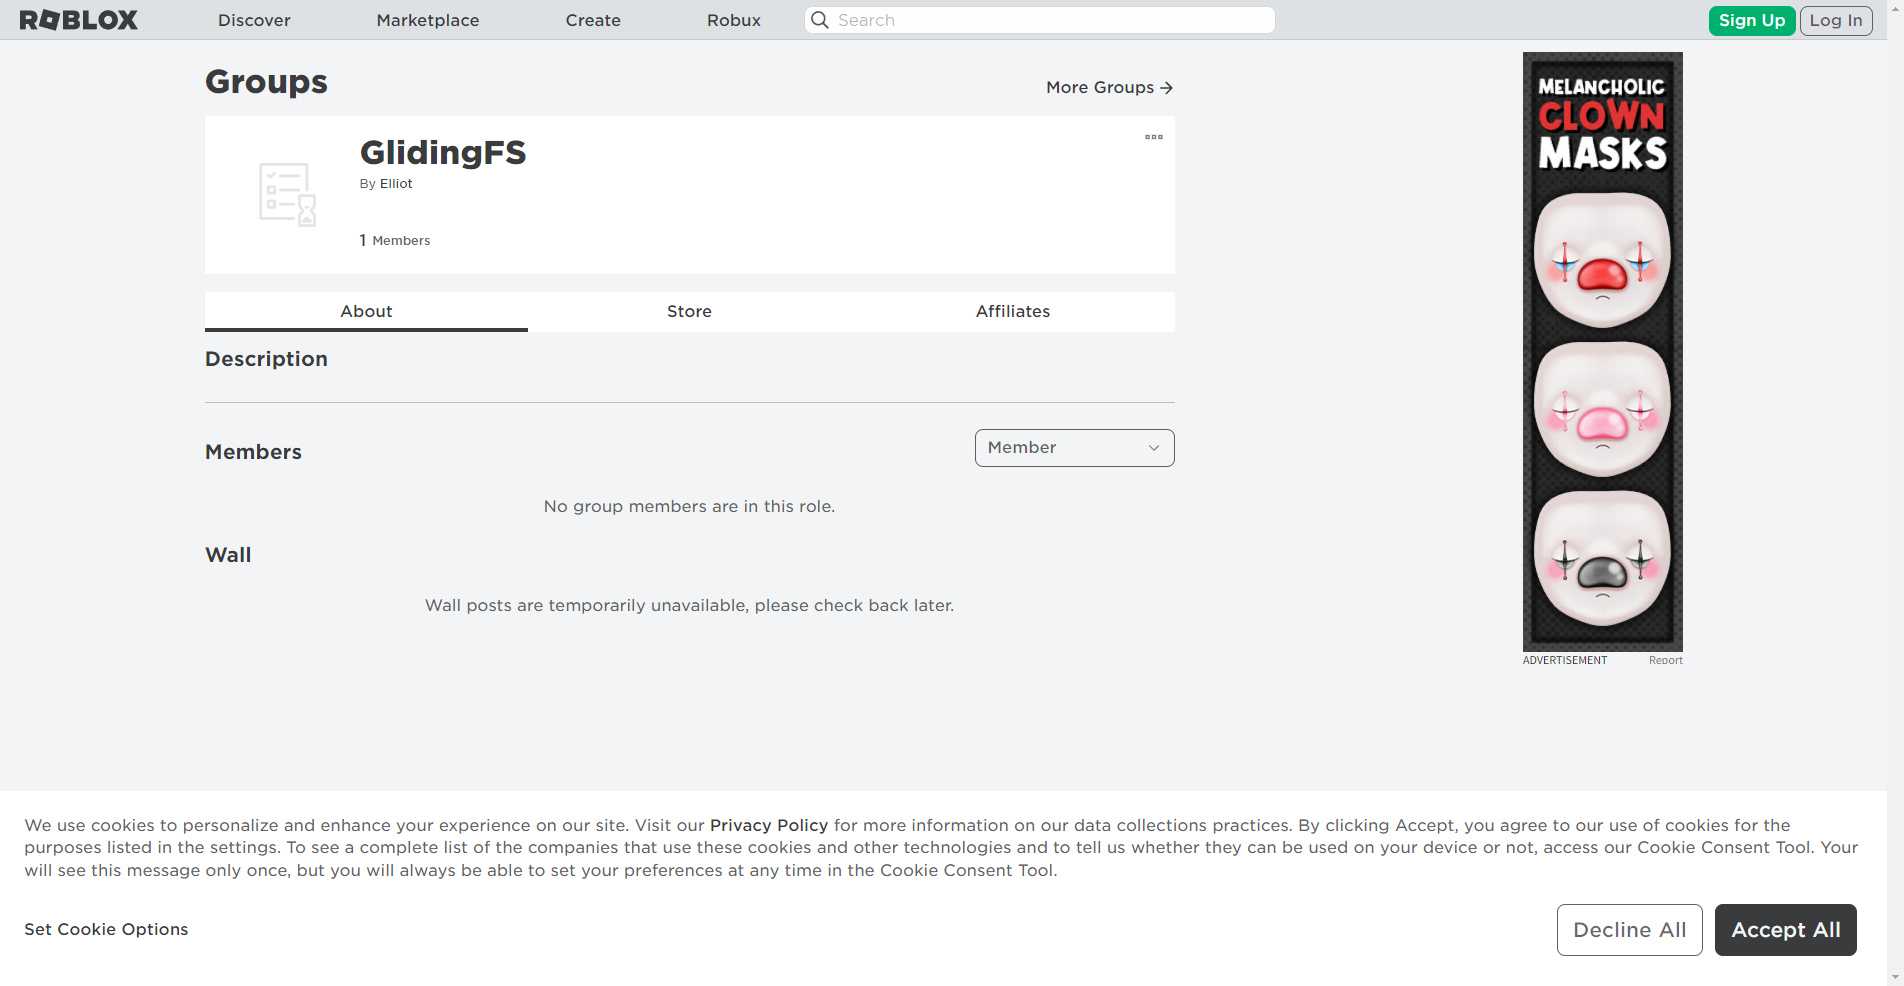 ROBLOX
Discover
Marketplace
Create
Robux
Search
Sign Up
Log In
Groups
More Groups
GlidingFS
By Elliot
1 Members
About
Store
Affiliates
Description
Members
Member
No group members are in this role.
Wall
Wall posts are temporarily unavailable, please check back later.
MELANCHOLIC
CLOWN
MASKS
ADVERTISEMENT
Report
We use cookies to personalize and enhance your experience on our site. Visit our Privacy Policy for more information on our data collections practices. By clicking Accept, you agree to our use of cookies for the
purposes listed in the settings. To see a complete list of the companies that use these cookies and other technologies and to tell us whether they can be used on your device or not, access our Cookie Consent Tool. Your
will see this message only once, but you will always be able to set your preferences at any time in the Cookie Consent Tool.
Set Cookie Options
Decline All
Accept All